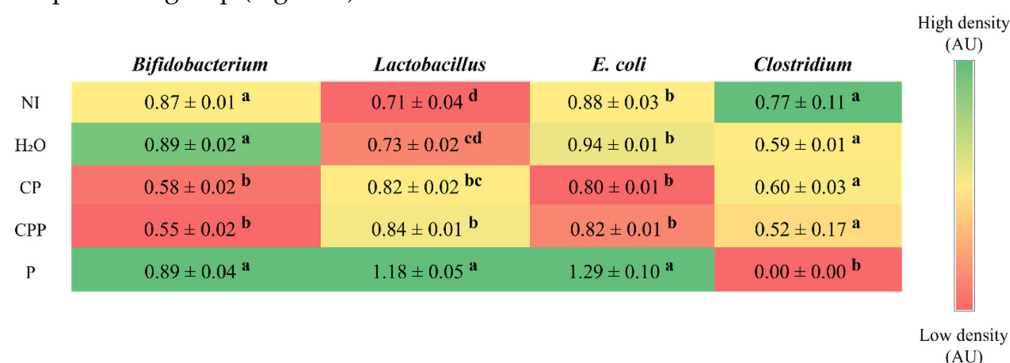 High density
(AU)
Bifidobacterium Lactobacillus E. coli Clostridium
NI 0.87 ± 0.01 a 0.71 ± 0.04 d 0.88 ± 0.03 b 0.77 ± 0.11 a
H₂O 0.89 ± 0.02 a 0.73 ± 0.02 cd 0.94 ± 0.01 b 0.59 ± 0.01 a
CP 0.58 ± 0.02 b 0.82 ± 0.02 bc 0.80 ± 0.01 b 0.60 ± 0.03 a
CPP 0.55 ± 0.02 b 0.84 ± 0.01 b 0.82 ± 0.01 b 0.52 ± 0.17 a
P 0.89 ± 0.04 a 1.18 ± 0.05 a 1.29 ± 0.10 a 0.00 ± 0.00 b
Low density
(AU)